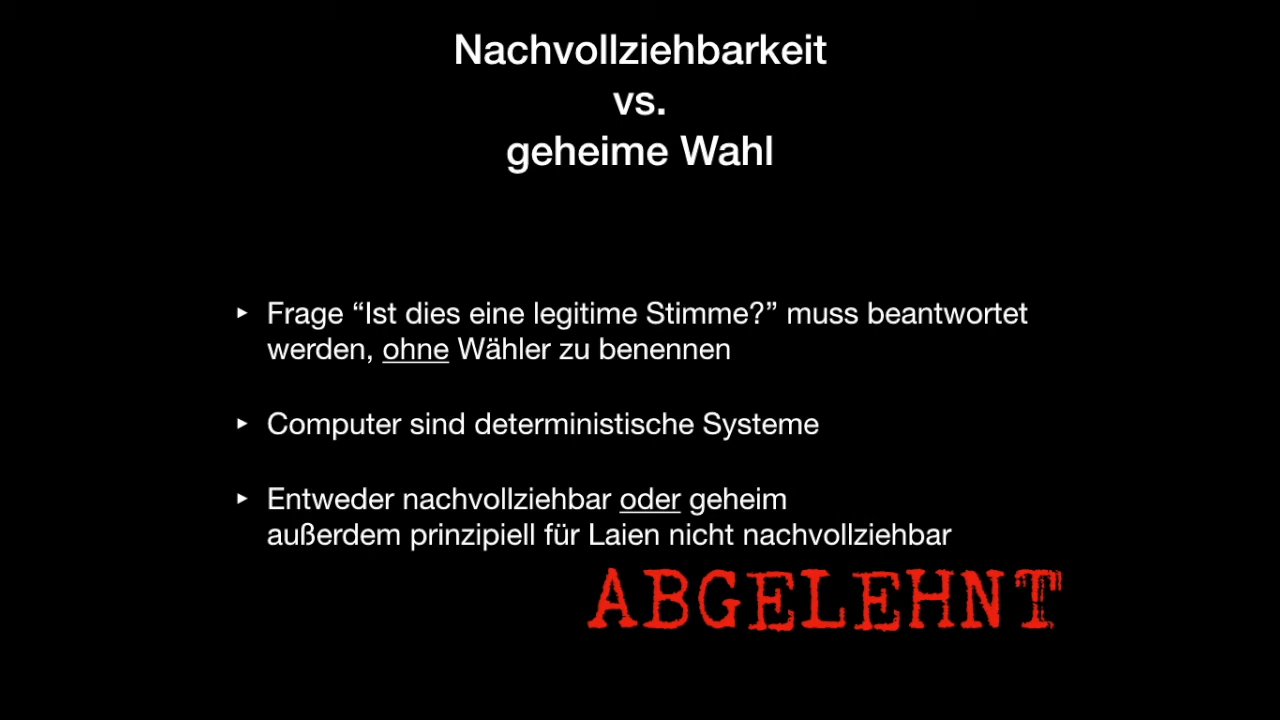 Nachvollziehbarkeit
vs.
geheime Wahl
‣ Frage “Ist dies eine legitime Stimme?” muss beantwortet
werden, ohne Wähler zu benennen
‣ Computer sind deterministische Systeme
‣ Entweder nachvollziehbar oder geheim
außerdem prinzipiell für Laien nicht nachvollziehbar
ABGELEHNT